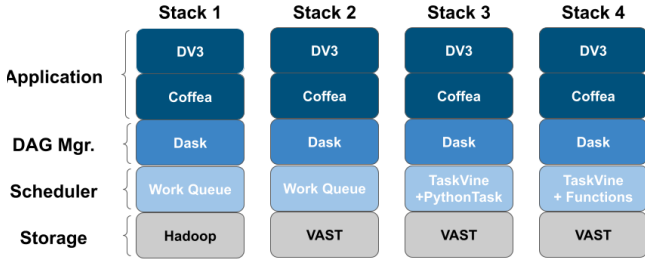 Stack 1 Stack 2 Stack 3 Stack 4
DV3 DV3 DV3 DV3
Application
Coffea Coffea Coffea Coffea
DAG Mgr. Dask Dask Dask Dask
Scheduler Work Queue Work Queue TaskVine +PythonTask TaskVine + Functions
Storage Hadoop VAST VAST VAST